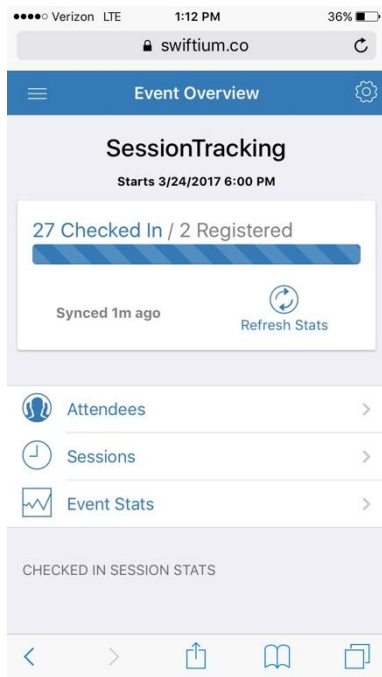 Verizon LTE 1:12 PM 36%
swiftium.co
Event Overview
SessionTracking
Starts 3/24/2017 6:00 PM
27 Checked In / 2 Registered
Synced 1m ago
Refresh Stats
Attendees
Sessions
Event Stats
CHECKED IN SESSION STATS